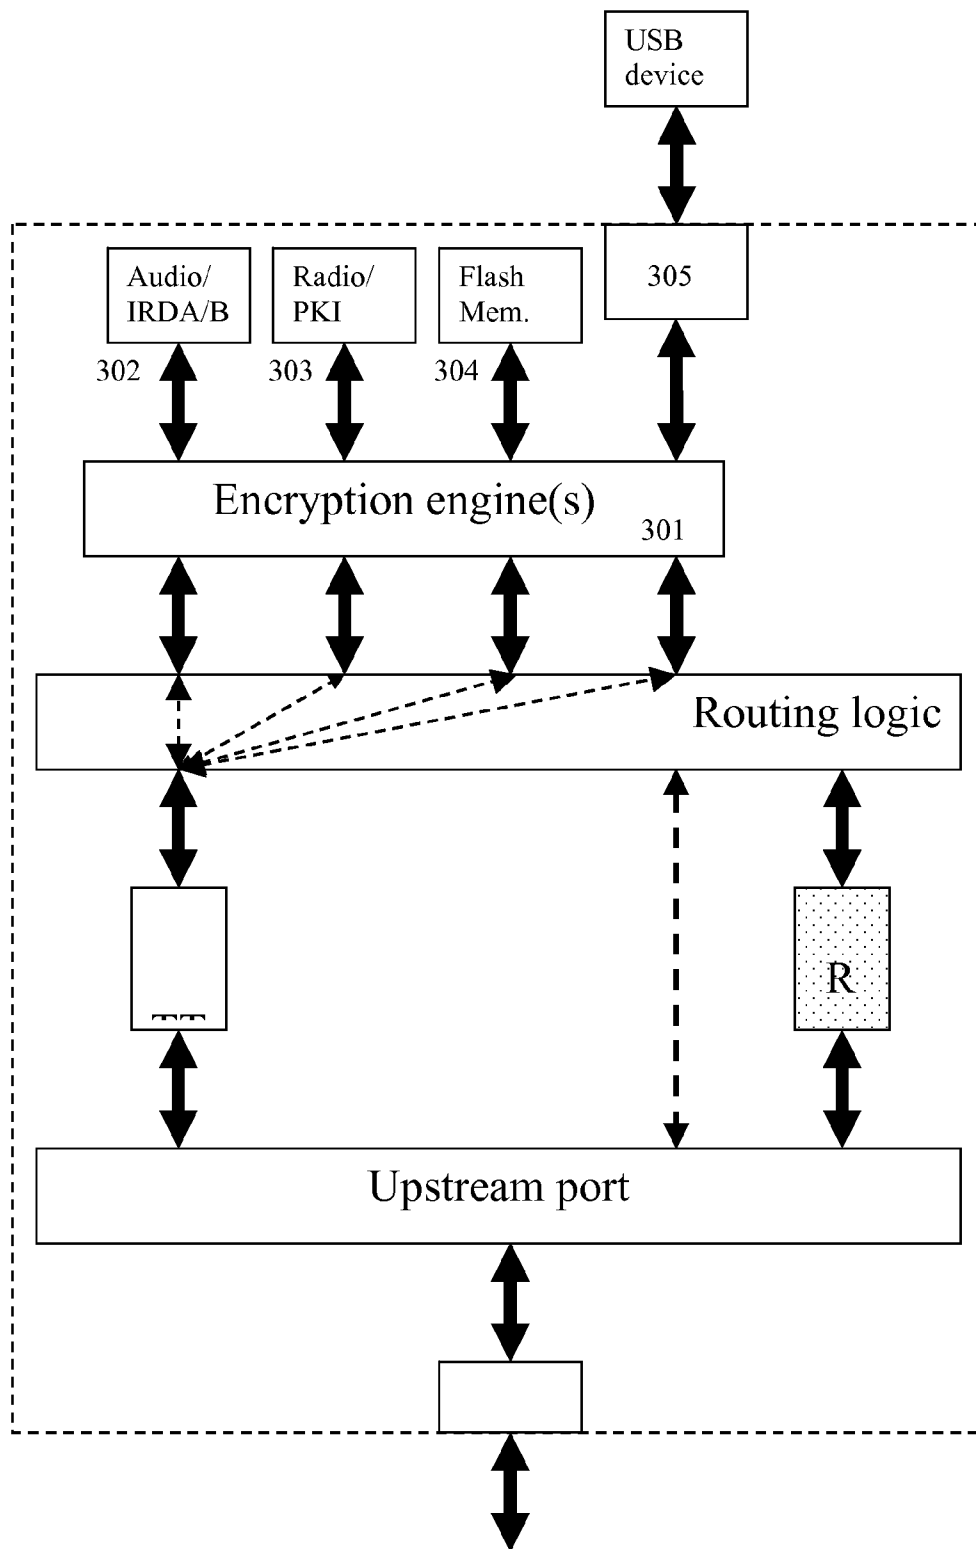 USB
device
305
Audio/
IRDA/B
Radio/
PKI
Flash
Mem.
302
303
304
Encryption engine(s)
301
Routing logic
R
Upstream port